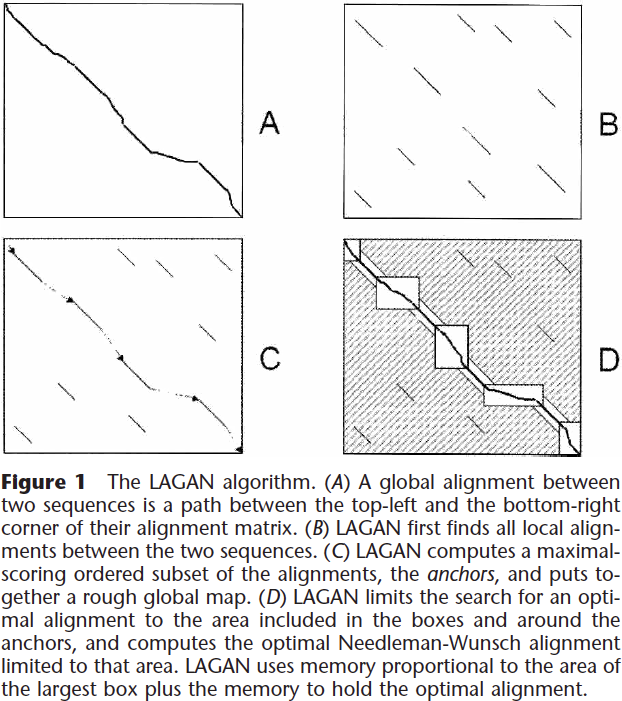 A
B
C
D
Figure 1 The LAGAN algorithm. (A) A global alignment between
two sequences is a path between the top-left and the bottom-right
corner of their alignment matrix. (B) LAGAN first finds all local align-
ments between the two sequences. (C) LAGAN computes a maximal-
scoring ordered subset of the alignments, the anchors, and puts to-
gether a rough global map. (D) LAGAN limits the search for an opti-
mal alignment to the area included in the boxes and around the
anchors, and computes the optimal Needleman-Wunsch alignment
limited to that area. LAGAN uses memory proportional to the area of
the largest box plus the memory to hold the optimal alignment.